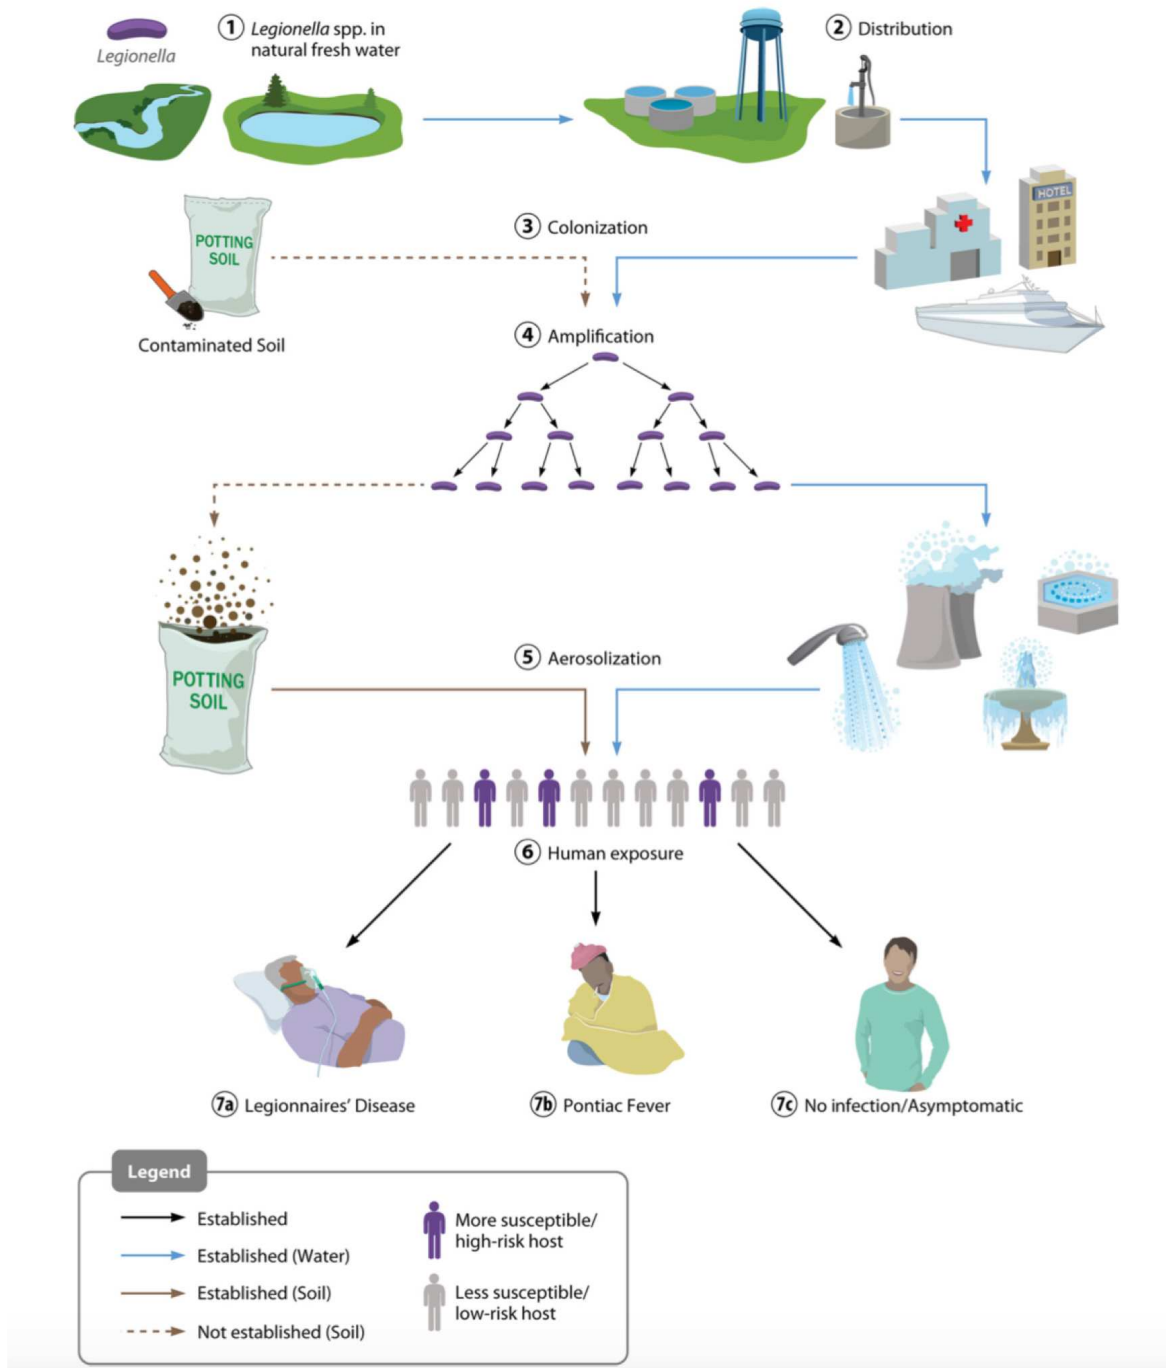 Legionella
① Legionella spp. in
natural fresh water
② Distribution
HOTEL
POTTING
SOIL
Contaminated Soil
③ Colonization
④ Amplification
POTTING
SOIL
⑤ Aerosolization
⑥ Human exposure
7a Legionnaires’ Disease
7b Pontiac Fever
7c No infection/Asymptomatic
Legend
Established
Established (Water)
Established (Soil)
Not established (Soil)
More susceptible/
high-risk host
Less susceptible/
low-risk host